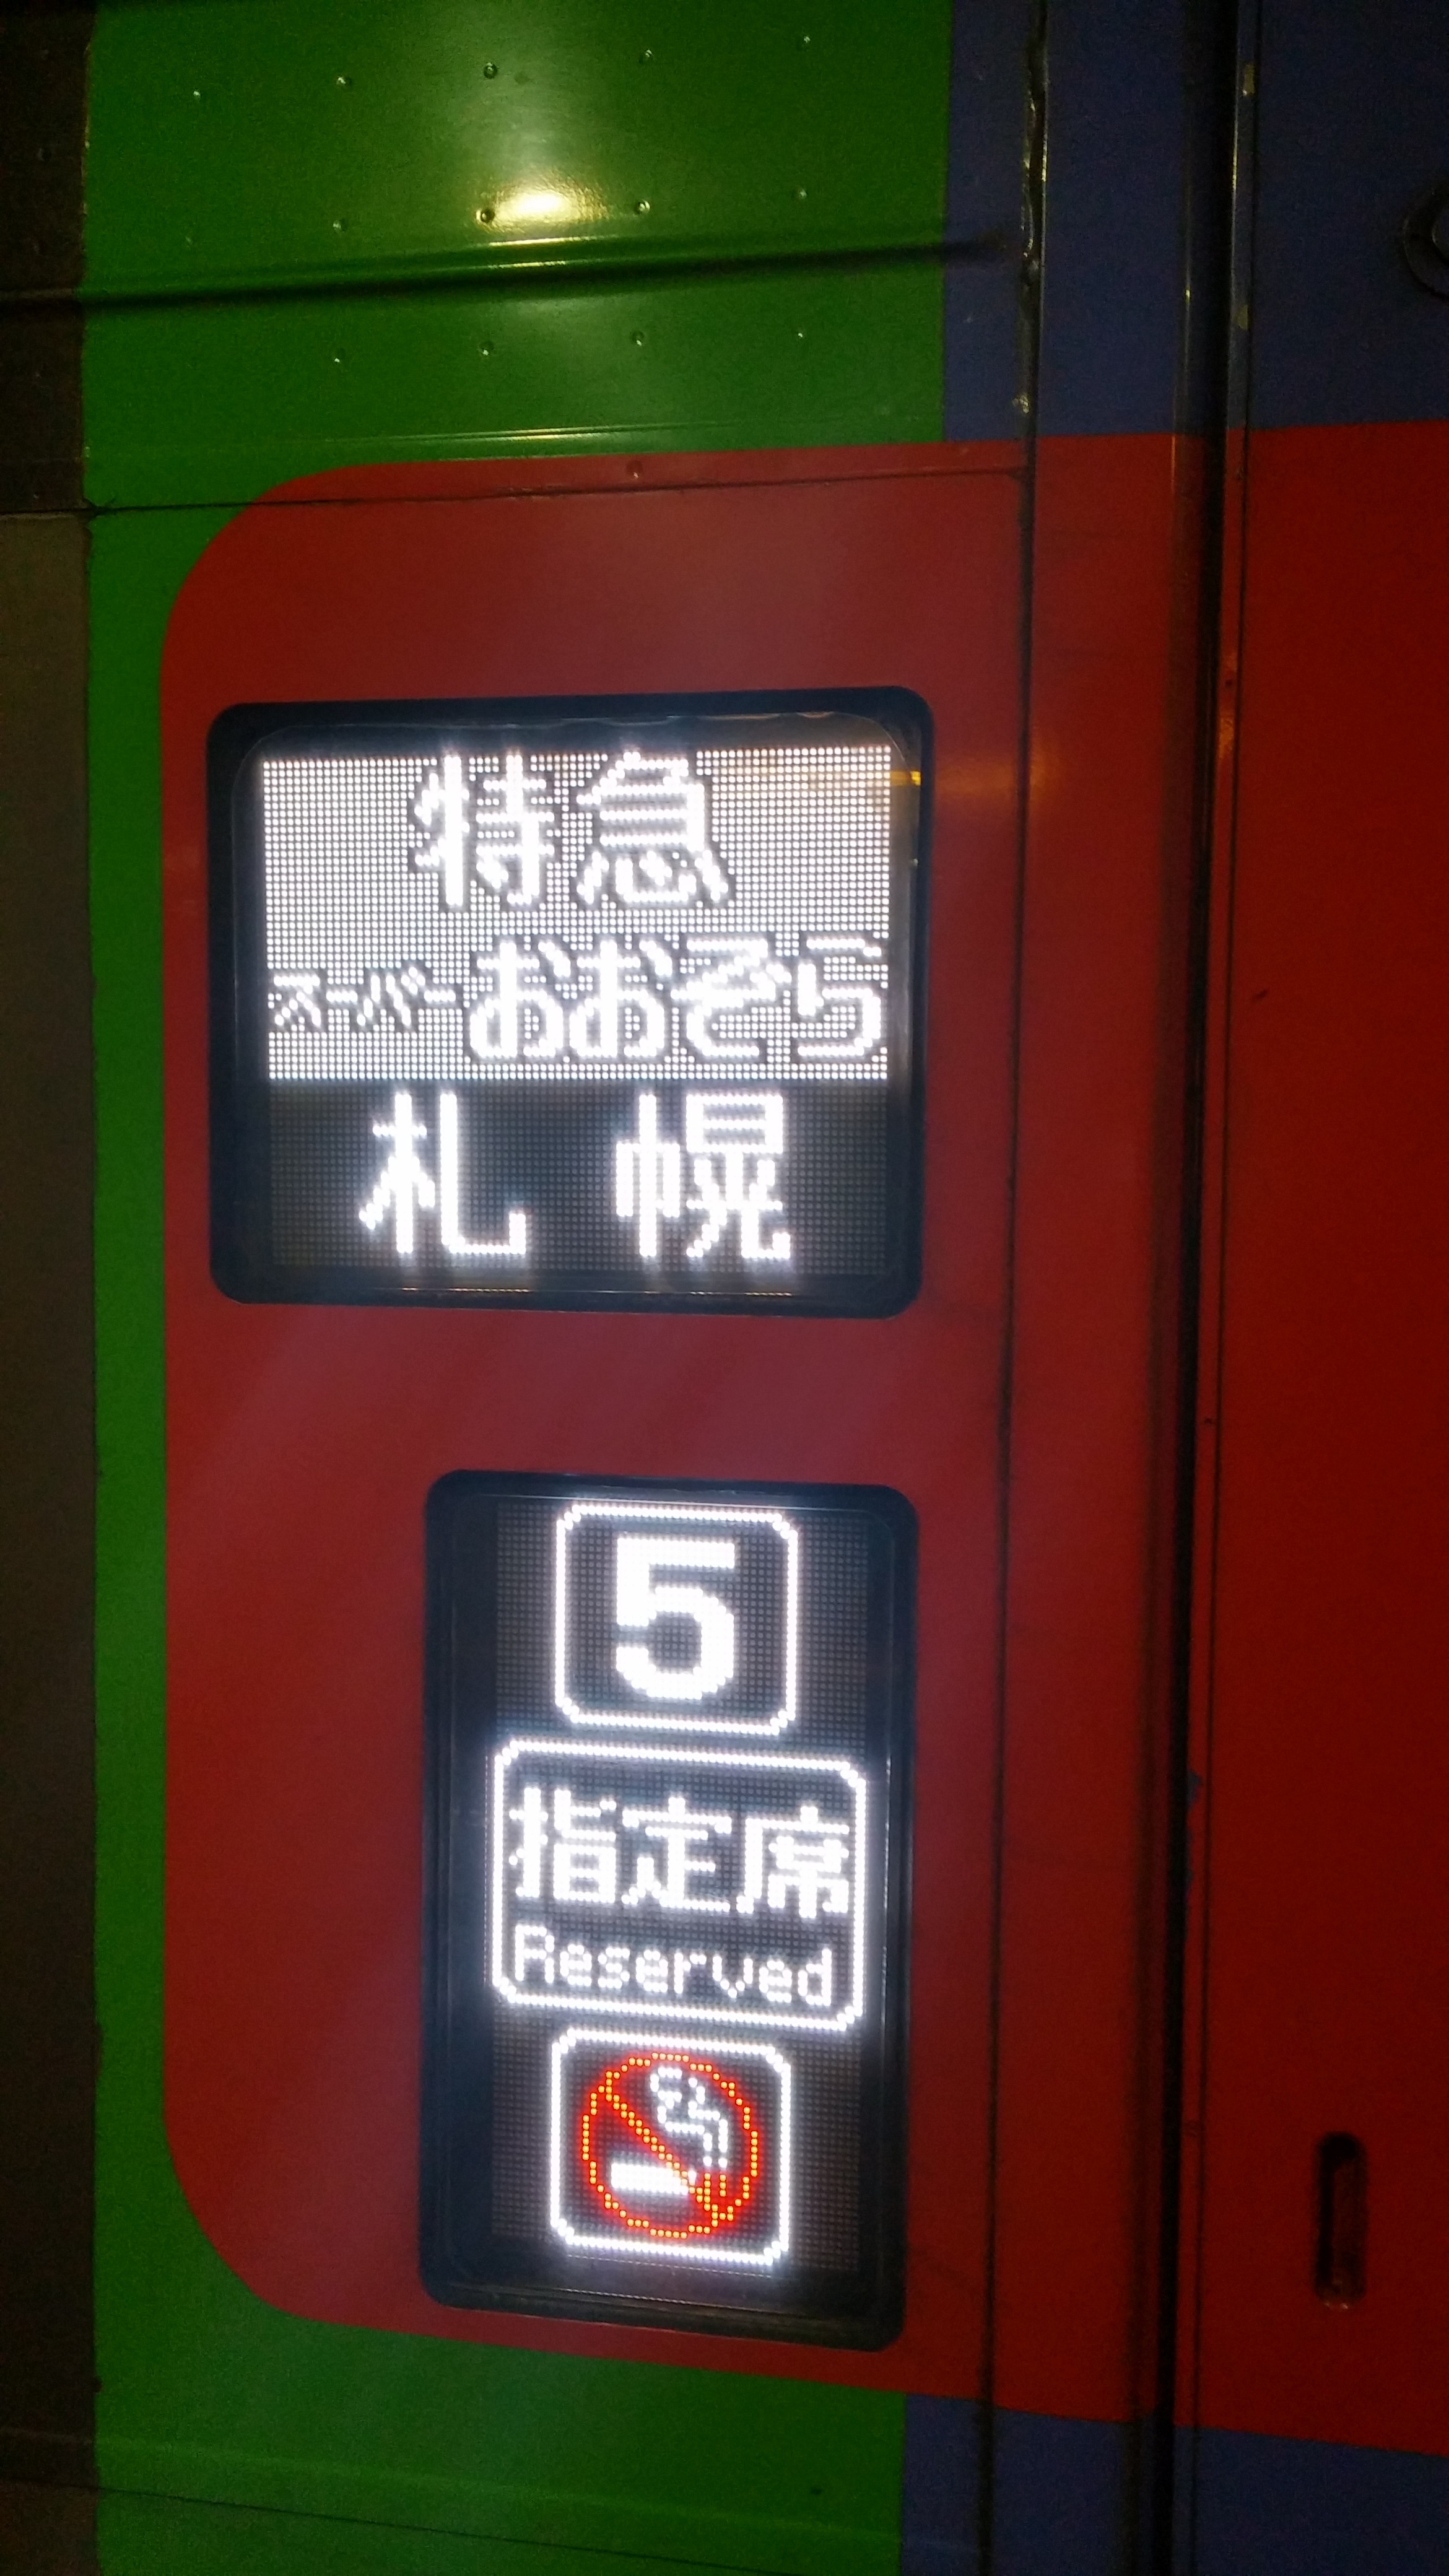 特急
スーパーおおぞら
札幌
5
指定席
Reserved